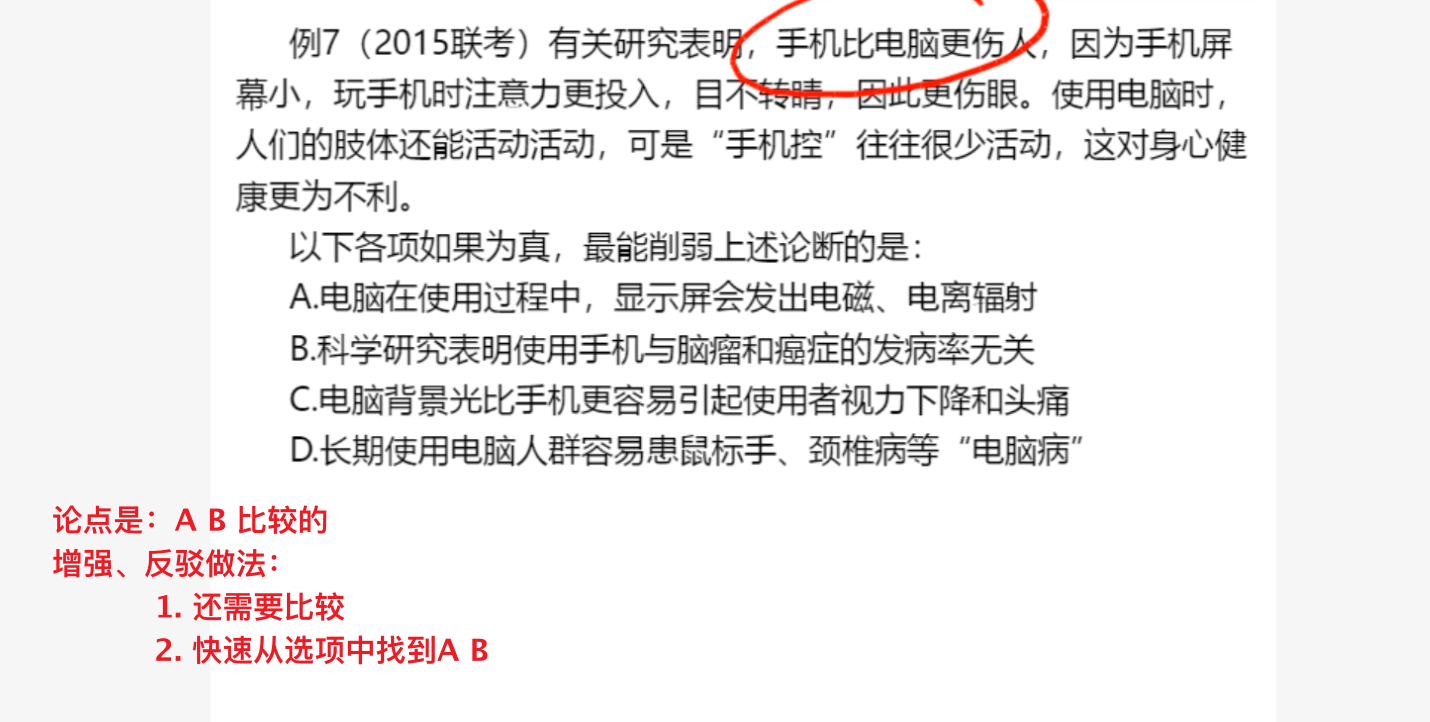 例7（2015联考）有关研究表明，手机比电脑更伤人，因为手机屏
幕小，玩手机时注意力更投入，目不转睛，因此更伤眼。使用电脑时，
人们的肢体还能活动活动，可是“手机控”往往很少活动，这对身心健
康更为不利。
以下各项如果为真，最能削弱上述论断的是：
A.电脑在使用过程中，显示屏会发出电磁、电离辐射
B.科学研究表明使用手机与脑瘤和癌症的发病率无关
C.电脑背景光比手机更容易引起使用者视力下降和头痛
D.长期使用电脑人群容易患鼠标手、颈椎病等“电脑病”
论点是：A B 比较的
增强、反驳做法：
1. 还需要比较
2. 快速从选项中找到A B